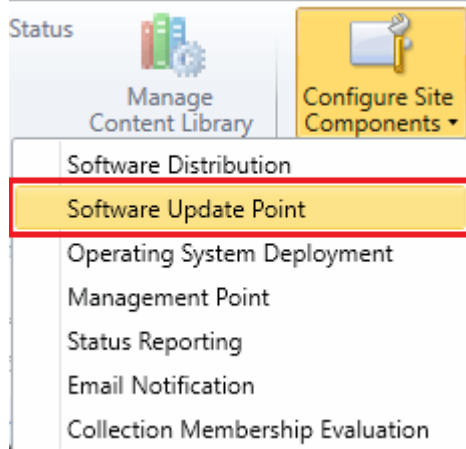 Status
Manage
Content Library
Configure Site
Components
Software Distribution
Software Update Point
Operating System Deployment
Management Point
Status Reporting
Email Notification
Collection Membership Evaluation